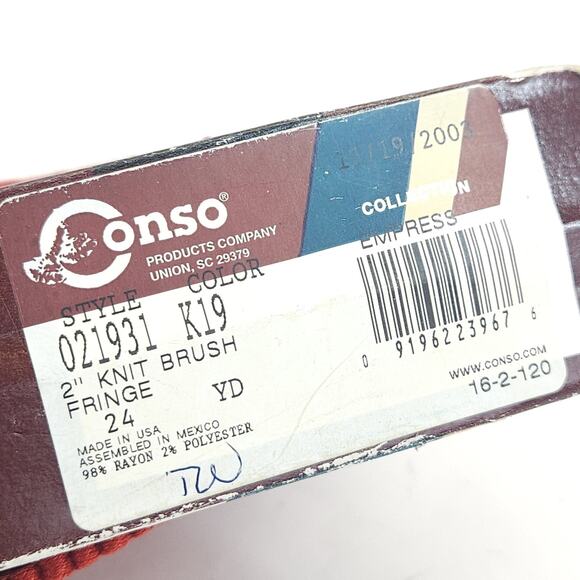 Conso®
PRODUCTS COMPANY
UNION, SC 29379
11/19/2003
COLLECTION
EMPRESS
STYLE COLOR
021931 K19
2" KNIT BRUSH
FRINGE
24 YD
MADE IN USA
ASSEMBLED IN MEXICO
98% RAYON 2% POLYESTER
0 9196223967 6
WWW.CONSO.COM
16-2-120